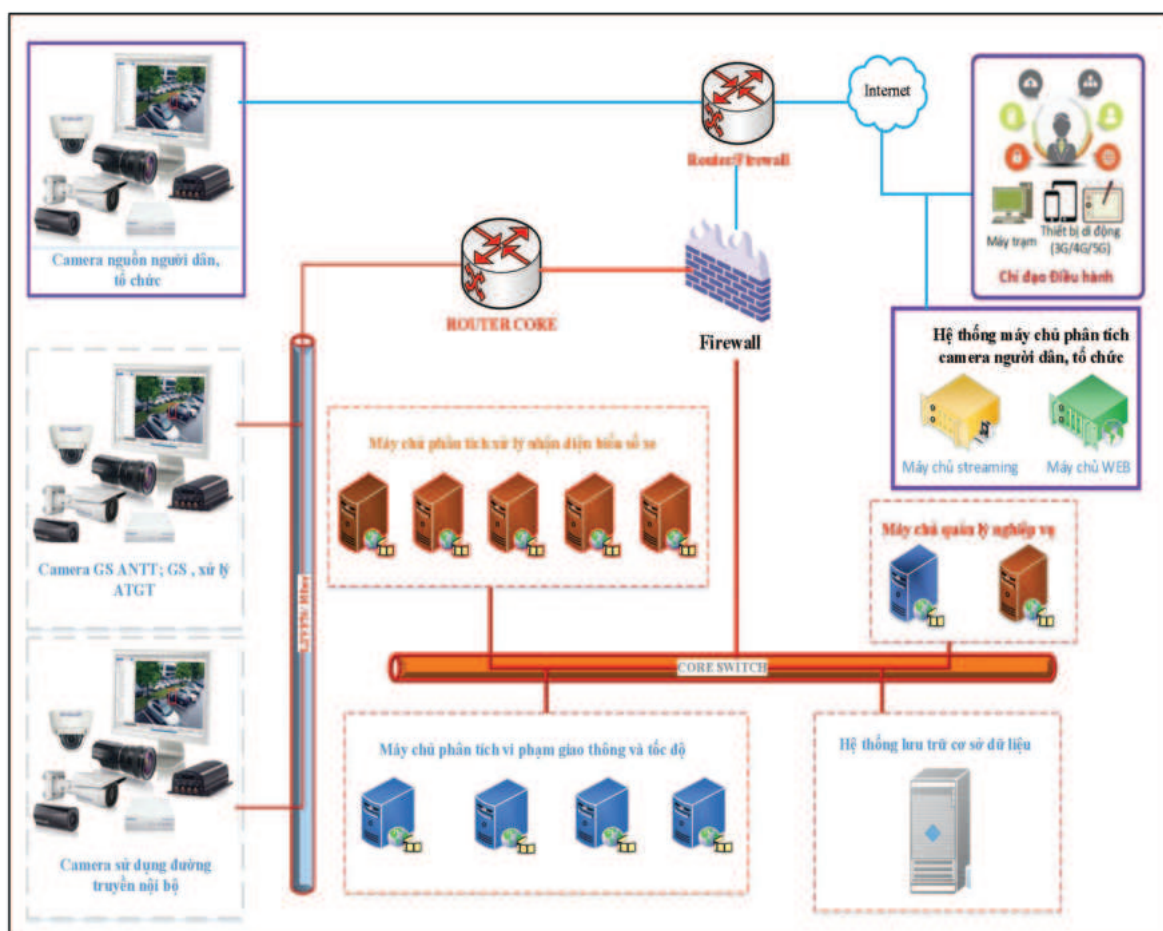 Camera nguồn người dân,
tổ chức
Router/Firewall
Internet
Máy trạm
Thiết bị di động
(3G/4G/5G)
Chỉ đạo Điều hành
ROUTER CORE
Firewall
Hệ thống máy chủ phân tích
camera người dân, tổ chức
Máy chủ streaming
Máy chủ WEB
Camera GS ANTT; GS , xử lý
ATGT
Máy chủ phân tích xử lý nhận diện biển số xe
Máy chủ quản lý nghiệp vụ
CORE SWITCH
Camera sử dụng đường
truyền nội bộ
Máy chủ phân tích vi phạm giao thông và tốc độ
Hệ thống lưu trữ cơ sở dữ liệu